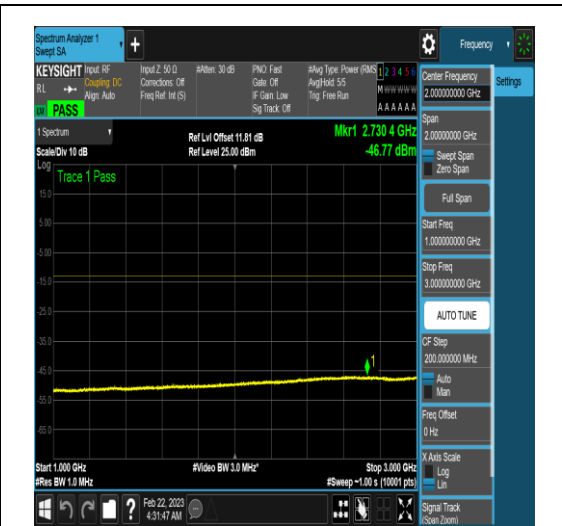 Spectrum Analyzer 1
Swept SA
+
Frequency
KEYSIGHT
RL
PASS
Input: RF
Coupling: DC
Align: Auto
Input Z: 50 Ω
Corrections: Off
Freq Ref: Int (S)
#Atten: 30 dB
PNO: Fast
Gate: Off
IF Gain: Low
Sig Track: Off
#Avg Type: Power (RMS
Avg|Hold: 5/5
Trig: Free Run
1 2 3 4 5 6
M W W W W W
A A A A A A
1 Spectrum
Scale/Div 10 dB
Ref Lvl Offset 11.81 dB
Ref Level 25.00 dBm
Mkr1 2.730 4 GHz
-46.77 dBm
Log
Trace 1 Pass
15.0
5.00
-5.00
-15.0
-25.0
-35.0
-45.0
-55.0
-65.0
1
Start 1.000 GHz
#Res BW 1.0 MHz
#Video BW 3.0 MHz*
Stop 3.000 GHz
#Sweep ~1.00 s (10001 pts)
Center Frequency
2.000000000 GHz
Settings
Span
2.00000000 GHz
Swept Span
Zero Span
Full Span
Start Freq
1.000000000 GHz
Stop Freq
3.000000000 GHz
AUTO TUNE
CF Step
200.000000 MHz
Auto
Man
Freq Offset
0 Hz
X Axis Scale
Log
Lin
Signal Track
(Span Zoom)
?
Feb 22, 2023
4:31:47 AM